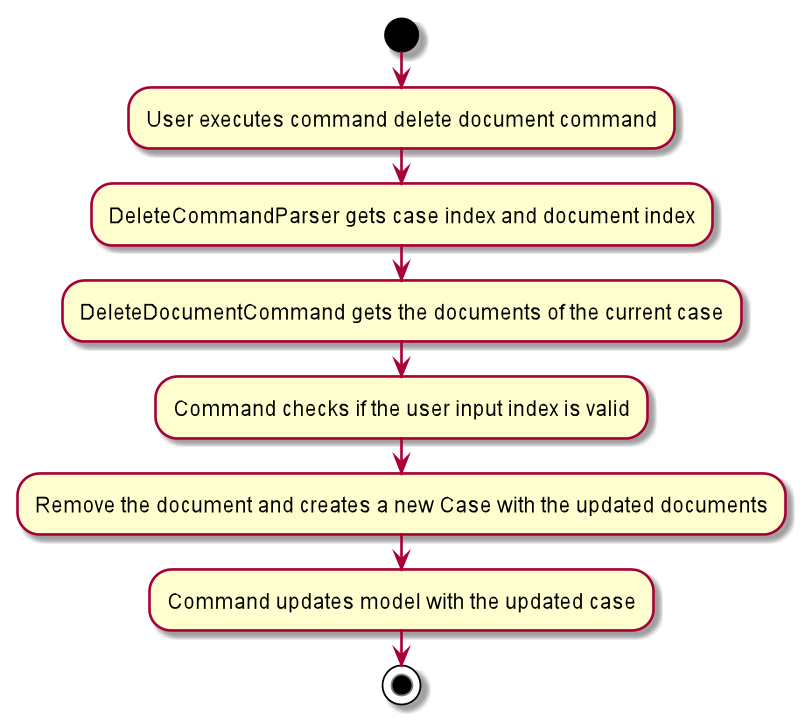 User executes command delete document command
DeleteCommandParser gets case index and document index
DeleteDocumentCommand gets the documents of the current case
Command checks if the user input index is valid
Remove the document and creates a new Case with the updated documents
Command updates model with the updated case